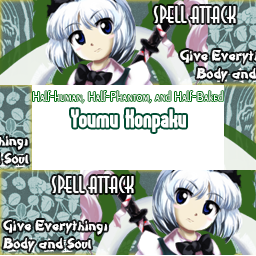 SPELL ATTACK
Give Everything;
Body and
Half-human, Half-Phantom, and Half-Baked
Youmu Konpaku
thing;
Soul
SPELL ATTACK
Give Everything;
Body and Soul